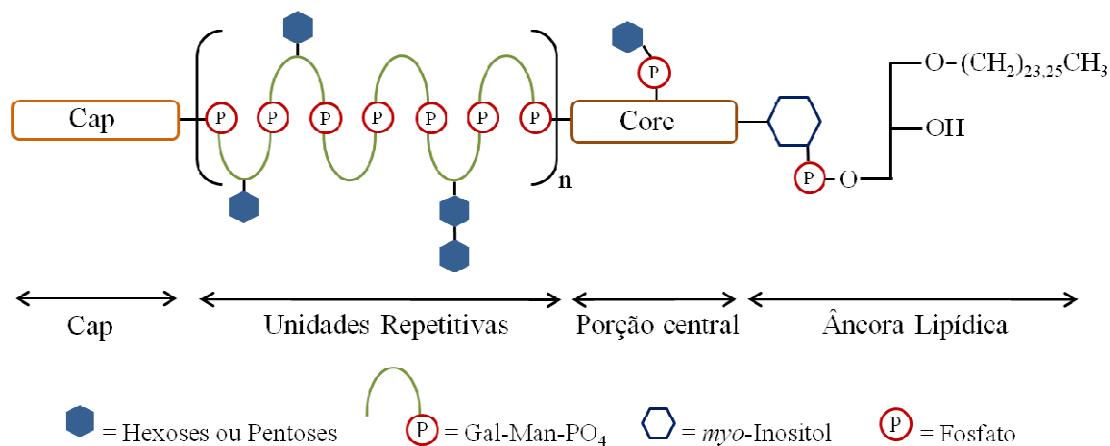 Cap
P P P P P P P
n
P
Core
P
O
O-(CH₂)₂₃,₂₅CH₃
OH
Cap
Unidades Repetitivas
Porção central
Âncora Lipídica
= Hexoses ou Pentoses
P = Gal-Man-PO₄
= myo-Inositol
P = Fosfato